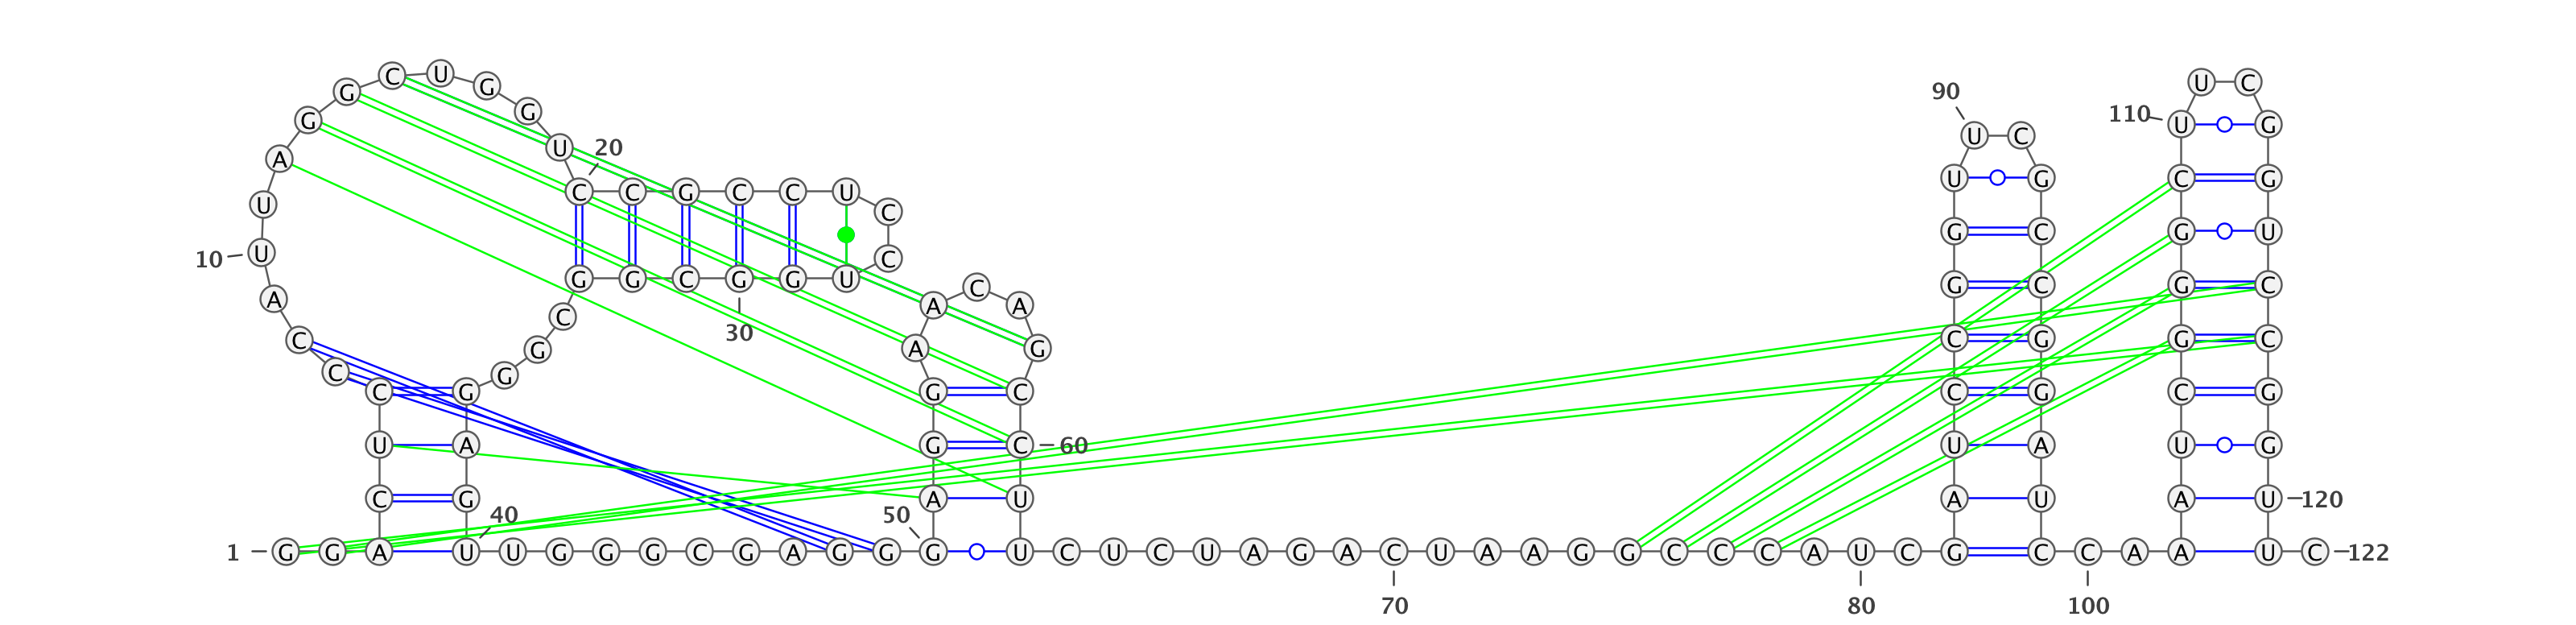 1
G G A C U C C C A U
10
U A G G C U G G U C
20
C G C C U C C U G G
30
C G G C G G G A G U
40
U G G G C G A G G G
50
A G G A A C A G C C
60
U U C U C U A G A C
70
U A A G G C C C A U
80
C G A U C C G G U U
90
C G C C G G A U C C
100
A A A U C G G G C U
110
U C G G U C C G G U
120
U C
122